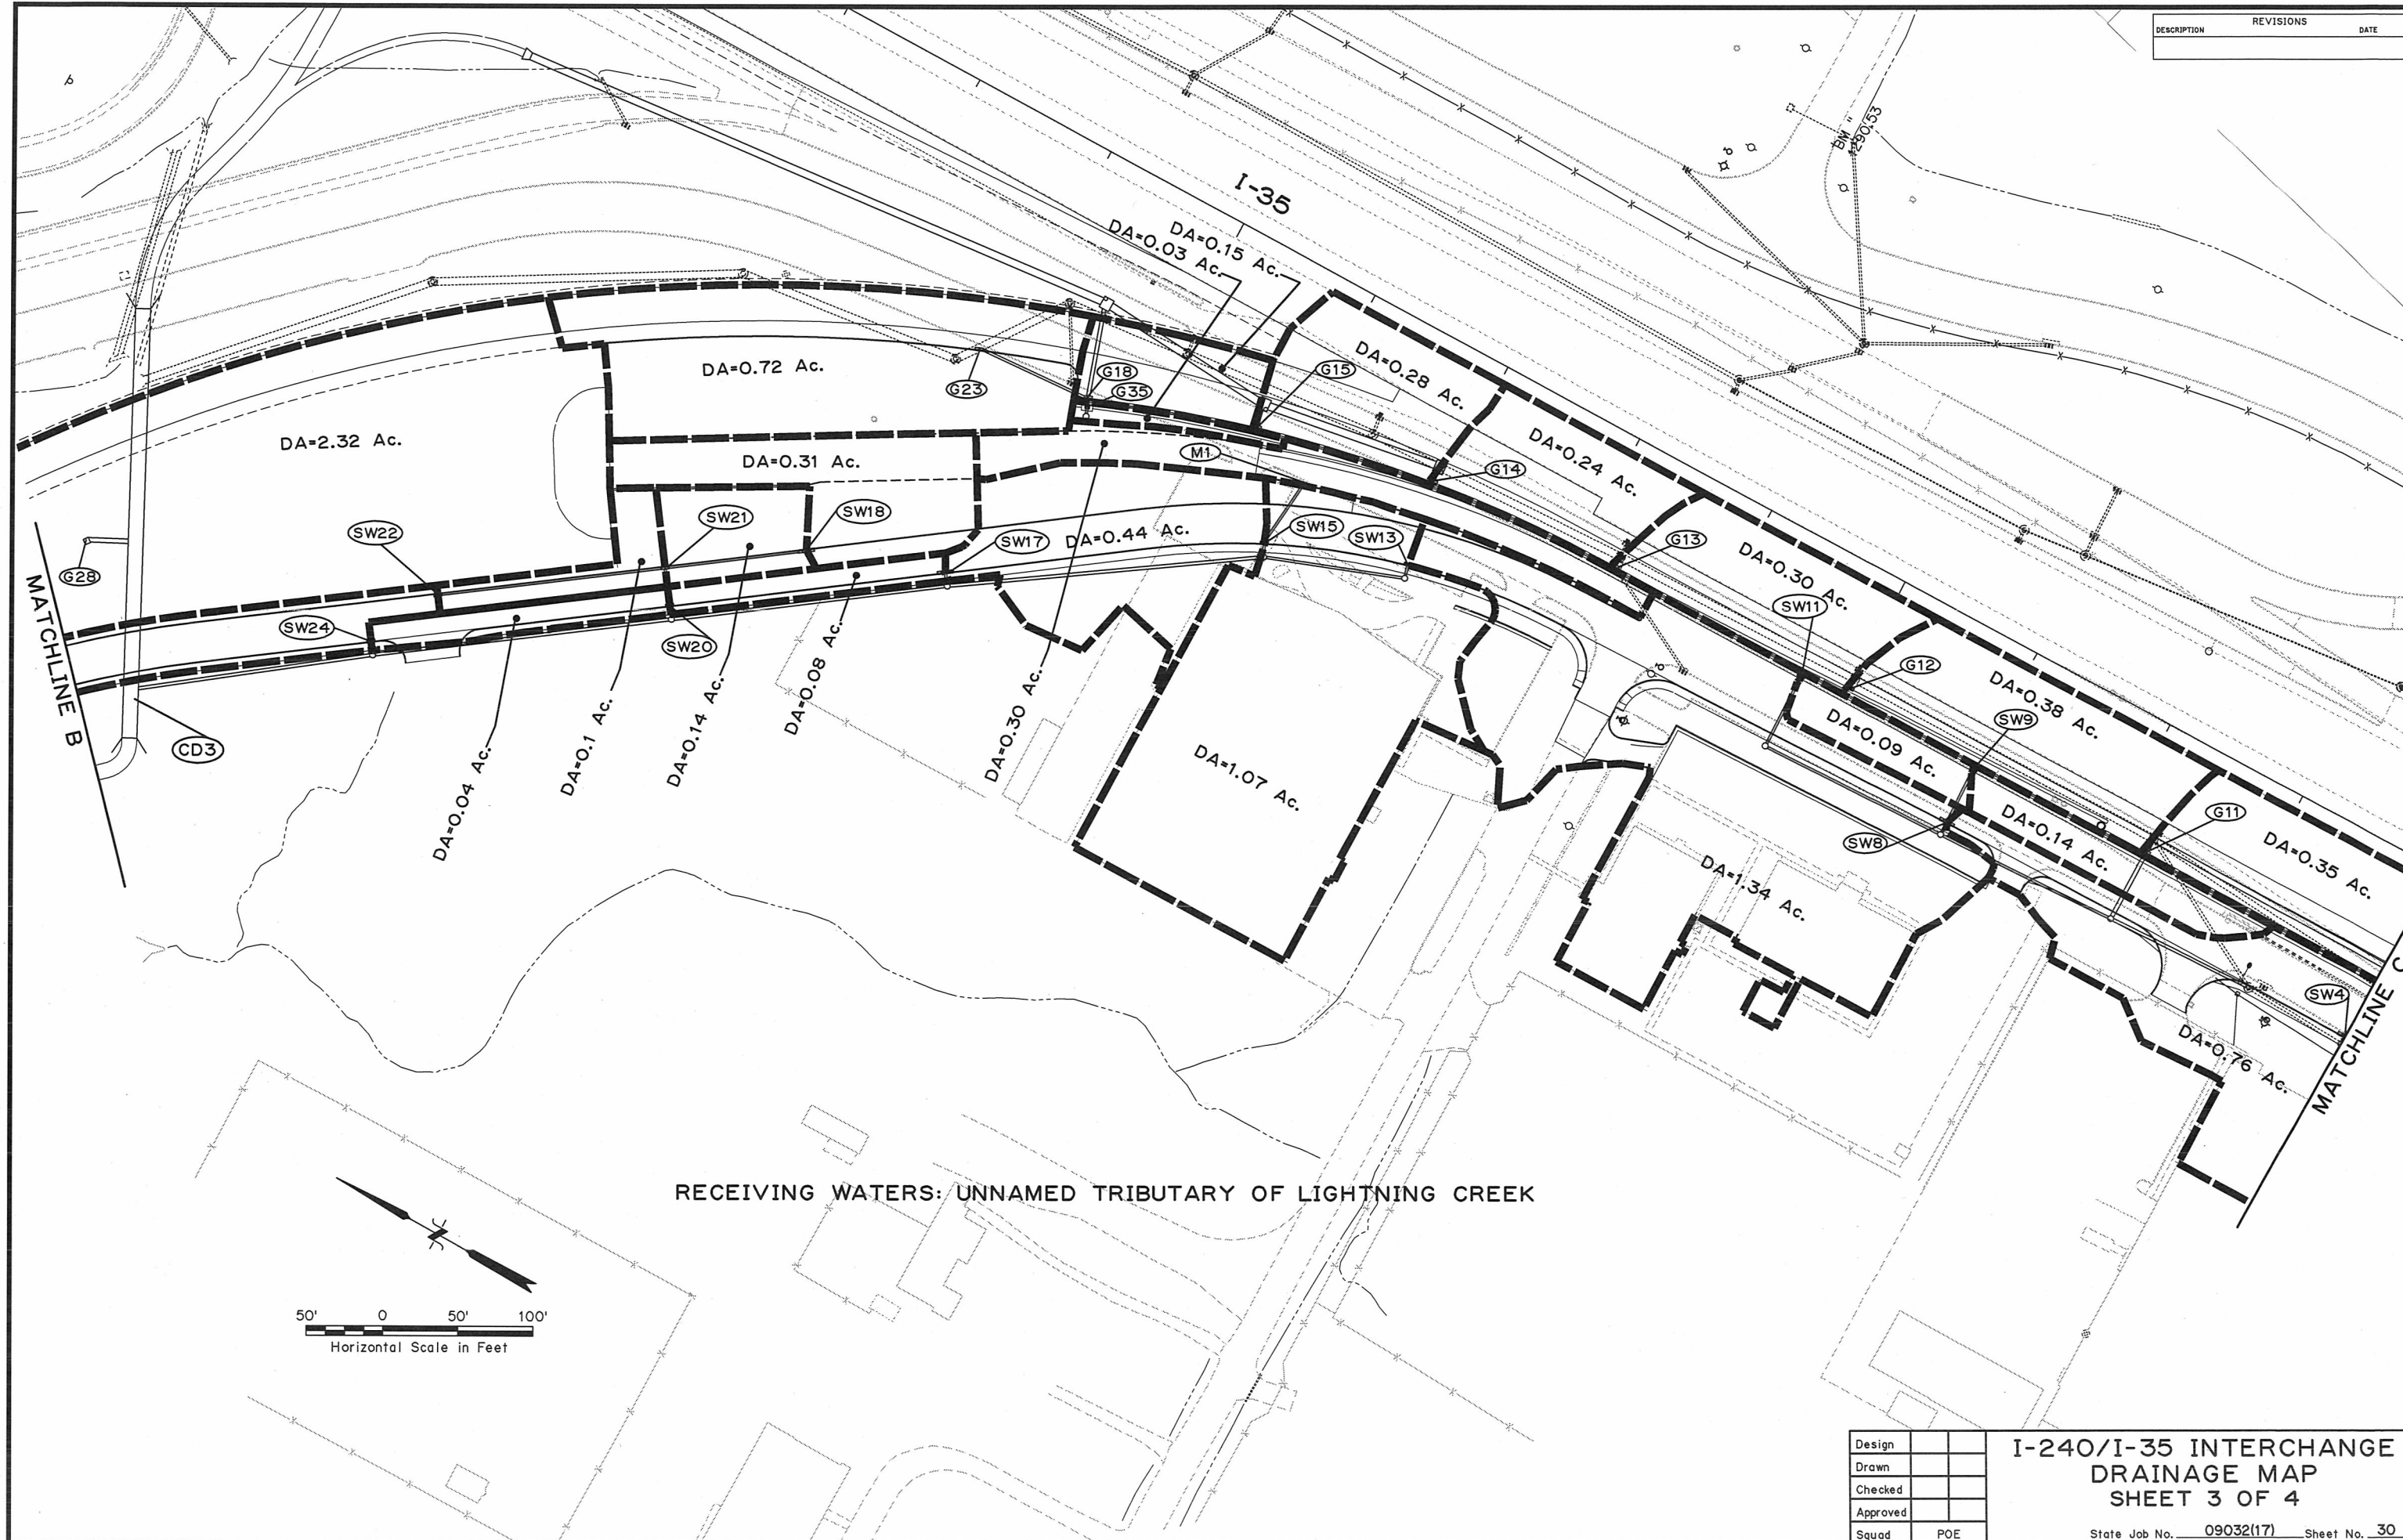 REVISIONS
DESCRIPTION DATE
BM "
1290.53
I-35
DA=0.15 Ac.
DA=0.03 Ac.
DA=0.28 Ac.
DA=0.72 Ac.
G23
G18
G35
G15
DA=2.32 Ac.
DA=0.31 Ac.
M1
G14
DA=0.24 Ac.
SW22
SW21
SW18
SW17
DA=0.44 Ac.
SW15
SW13
G13
DA=0.30 Ac.
G28
SW11
MATCHLINE B
SW24
SW20
G12
DA=0.38 Ac.
CD3
DA=0.04 Ac.
DA=0.1 Ac.
DA=0.14 Ac.
DA=0.08 Ac.
DA=0.30 Ac.
DA=1.07 Ac.
DA=0.09 Ac.
SW9
SW8
DA=0.14 Ac.
G11
DA=0.35 Ac.
DA=1.34 Ac.
SW4
DA=0.76 Ac.
MATCHLINE C
RECEIVING WATERS: UNNAMED TRIBUTARY OF LIGHTNING CREEK
N
50' 0 50' 100'
Horizontal Scale in Feet
Design
Drawn
Checked
Approved
Squad POE
I-240/I-35 INTERCHANGE
DRAINAGE MAP
SHEET 3 OF 4
State Job No. 09032(17) Sheet No. 30